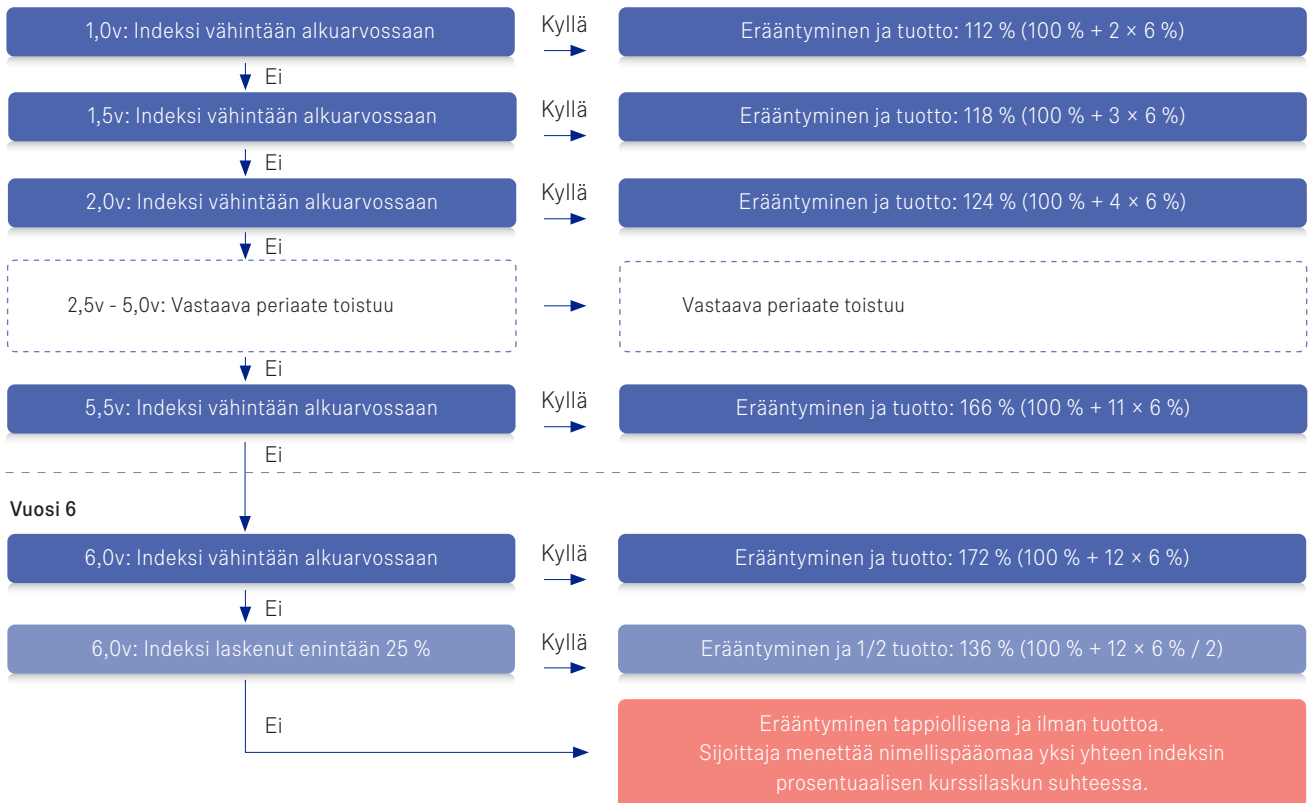 1,0v: Indeksi vähintään alkuarvossaan
Kyllä
Erääntyminen ja tuotto: 112 % (100 % + 2 × 6 %)
Ei
1,5v: Indeksi vähintään alkuarvossaan
Kyllä
Erääntyminen ja tuotto: 118 % (100 % + 3 × 6 %)
Ei
2,0v: Indeksi vähintään alkuarvossaan
Kyllä
Erääntyminen ja tuotto: 124 % (100 % + 4 × 6 %)
Ei
2,5v - 5,0v: Vastaava periaate toistuu
Vastaava periaate toistuu
Ei
5,5v: Indeksi vähintään alkuarvossaan
Kyllä
Erääntyminen ja tuotto: 166 % (100 % + 11 × 6 %)
Ei
Vuosi 6
6,0v: Indeksi vähintään alkuarvossaan
Kyllä
Erääntyminen ja tuotto: 172 % (100 % + 12 × 6 %)
Ei
6,0v: Indeksi laskenut enintään 25 %
Kyllä
Erääntyminen ja 1/2 tuotto: 136 % (100 % + 12 × 6 % / 2)
Ei
Erääntyminen tappiollisena ja ilman tuottoa.
Sijoittaja menettää nimellispääomaa yksi yhteen indeksin
prosentuaalisen kurssilaskun suhteessa.